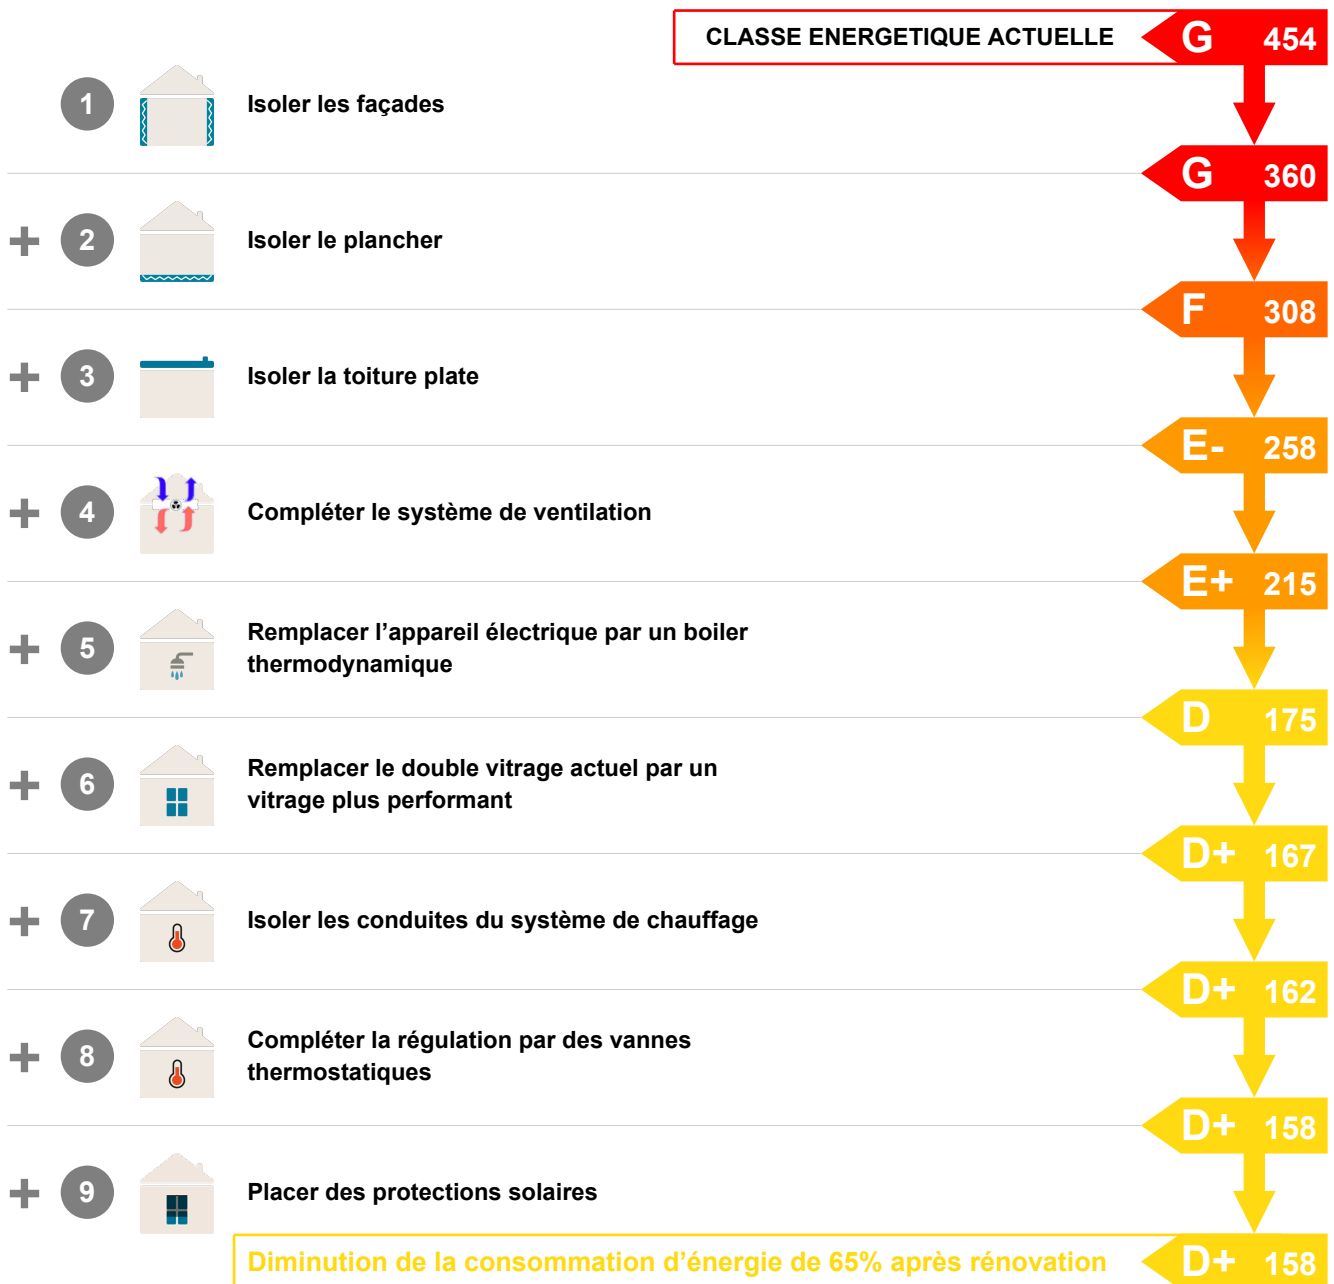 CLASSE ENERGETIQUE ACTUELLE G 454
1 Isoler les façades
G 360
+ 2 Isoler le plancher
F 308
+ 3 Isoler la toiture plate
E- 258
+ 4 Compléter le système de ventilation
E+ 215
+ 5 Remplacer l’appareil électrique par un boiler
thermodynamique
D 175
+ 6 Remplacer le double vitrage actuel par un
vitrage plus performant
D+ 167
+ 7 Isoler les conduites du système de chauffage
D+ 162
+ 8 Compléter la régulation par des vannes
thermostatiques
D+ 158
+ 9 Placer des protections solaires
Diminution de la consommation d’énergie de 65% après rénovation D+ 158